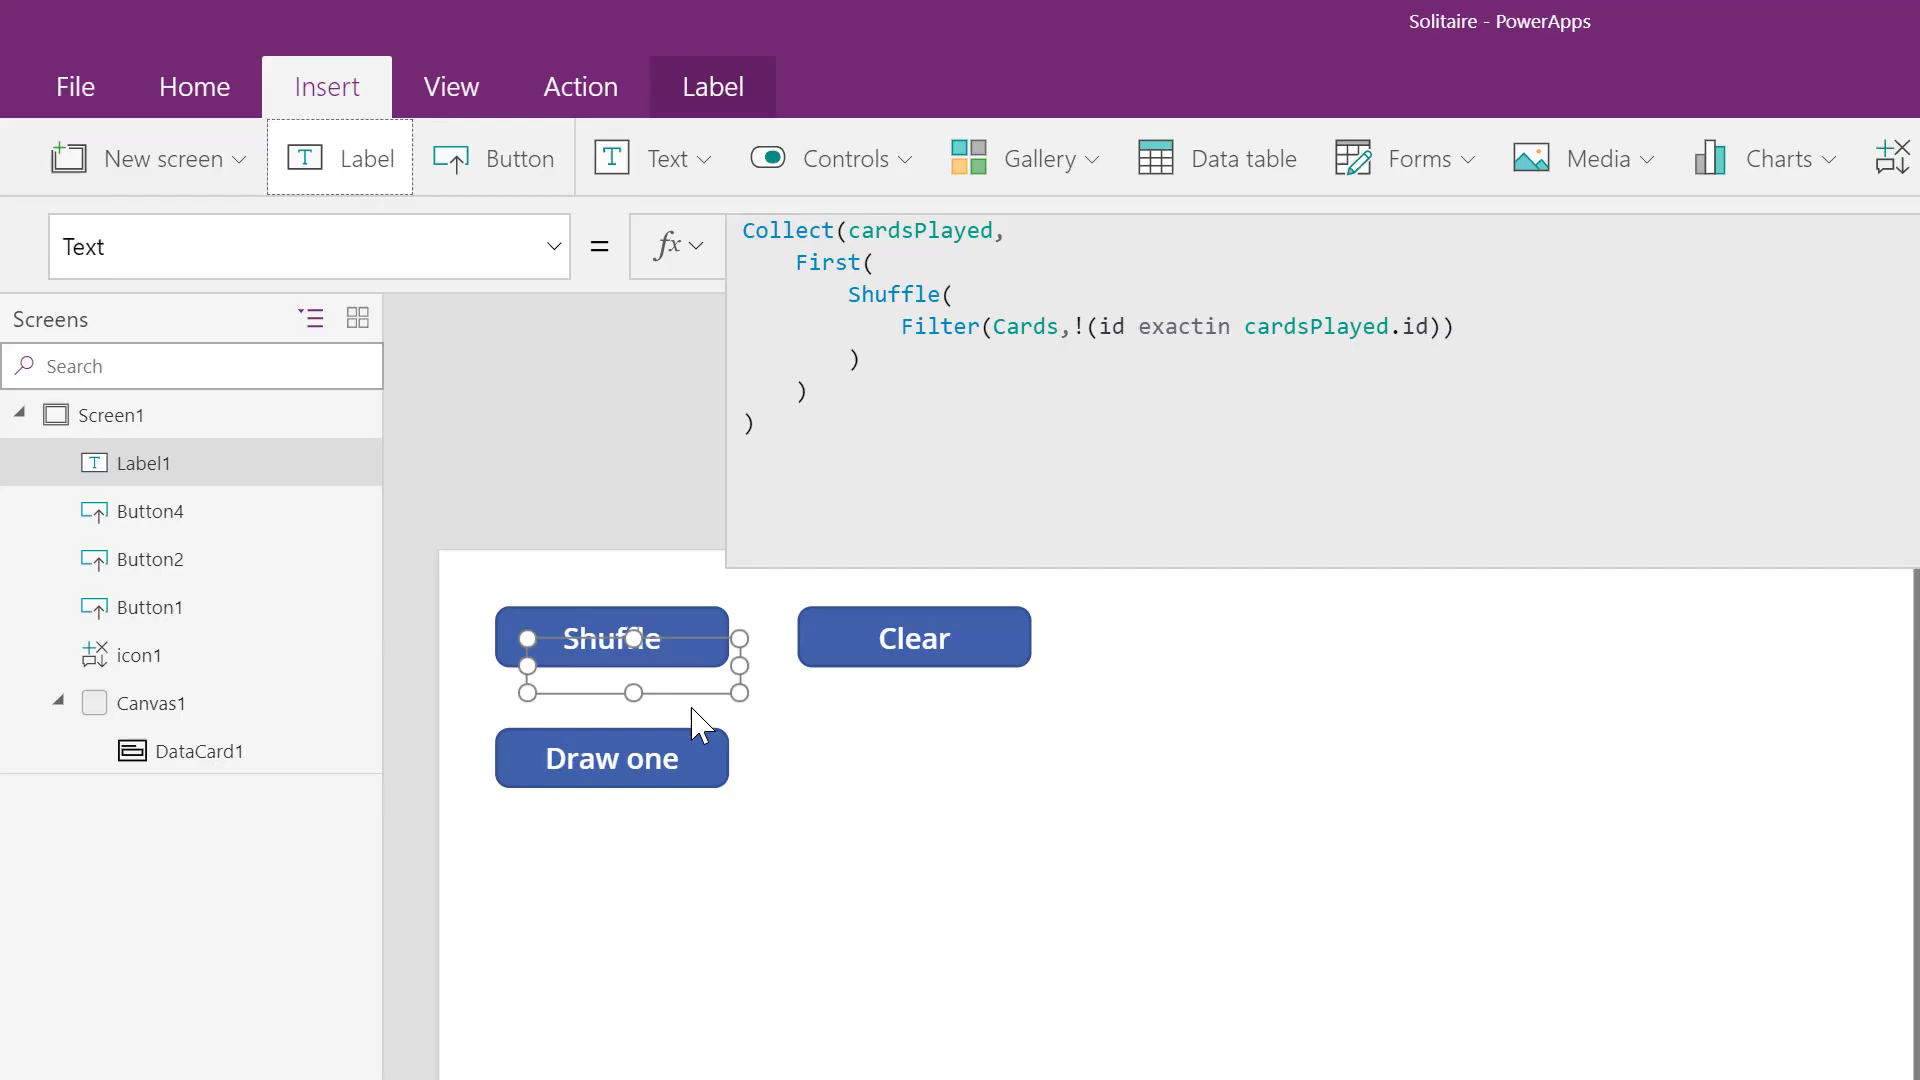 Solitaire - PowerApps
File Home Insert View Action Label
New screen Label Button Text Controls Gallery Data table Forms Media Charts
Text = fx
Collect(cardsPlayed,
First(
Shuffle(
Filter(Cards,!(id exactin cardsPlayed.id))
)
)
)
Screens
Search
Screen1
Label1
Button4
Button2
Button1
icon1
Canvas1
DataCard1
Shuffle Clear
Draw one